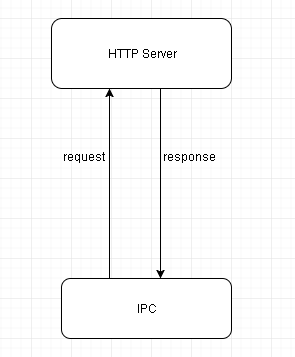 HTTP Server
request
response
IPC